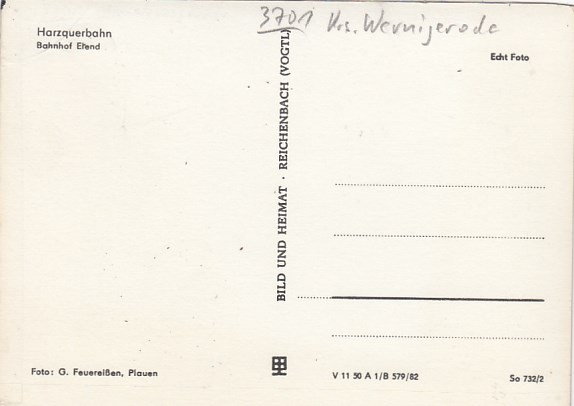 3701 Krs. Wernigerode
Harzquerbahn
Bahnhof Elend
Echt Foto
BILD UND HEIMAT · REICHENBACH (VOGTL)
Foto: G. Feuereißen, Plauen
V 11 50 A 1/B 579/82
So 732/2